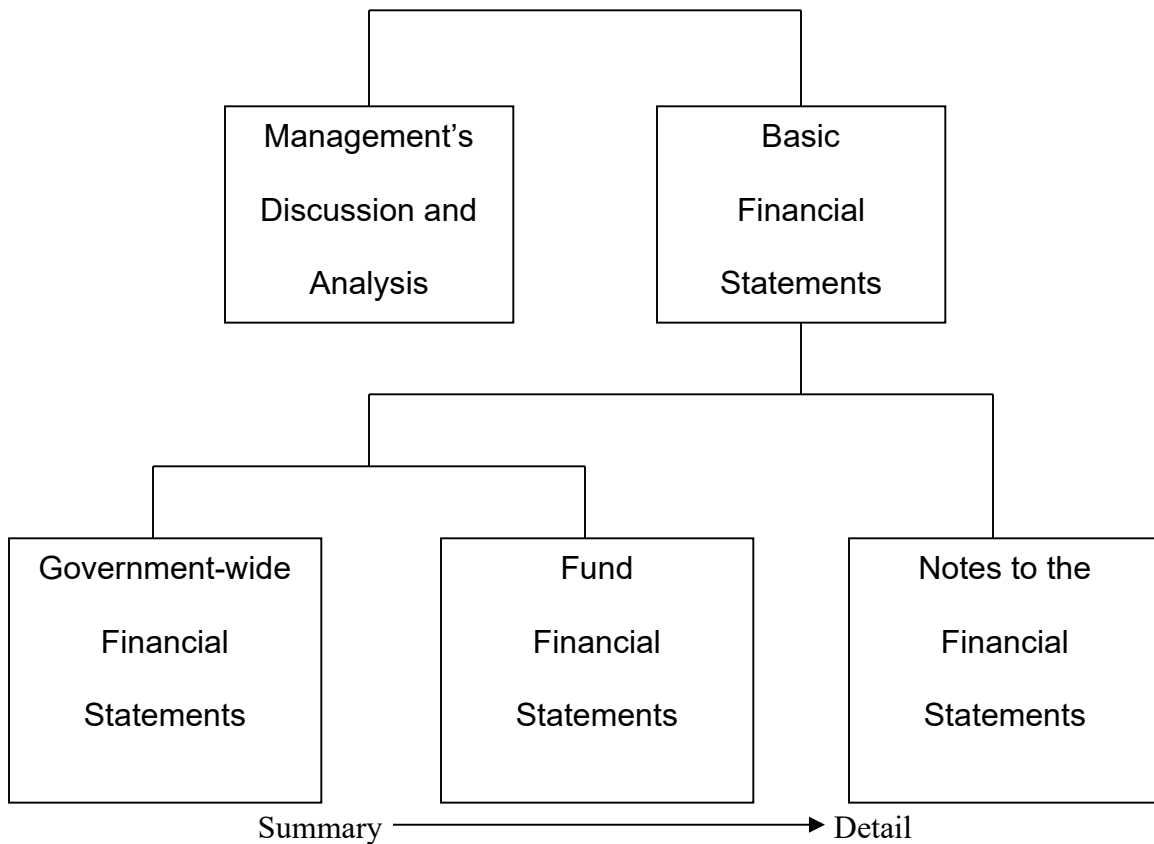 Management’s
Discussion and
Analysis
Basic
Financial
Statements
Government-wide
Financial
Statements
Fund
Financial
Statements
Notes to the
Financial
Statements
Summary
Detail